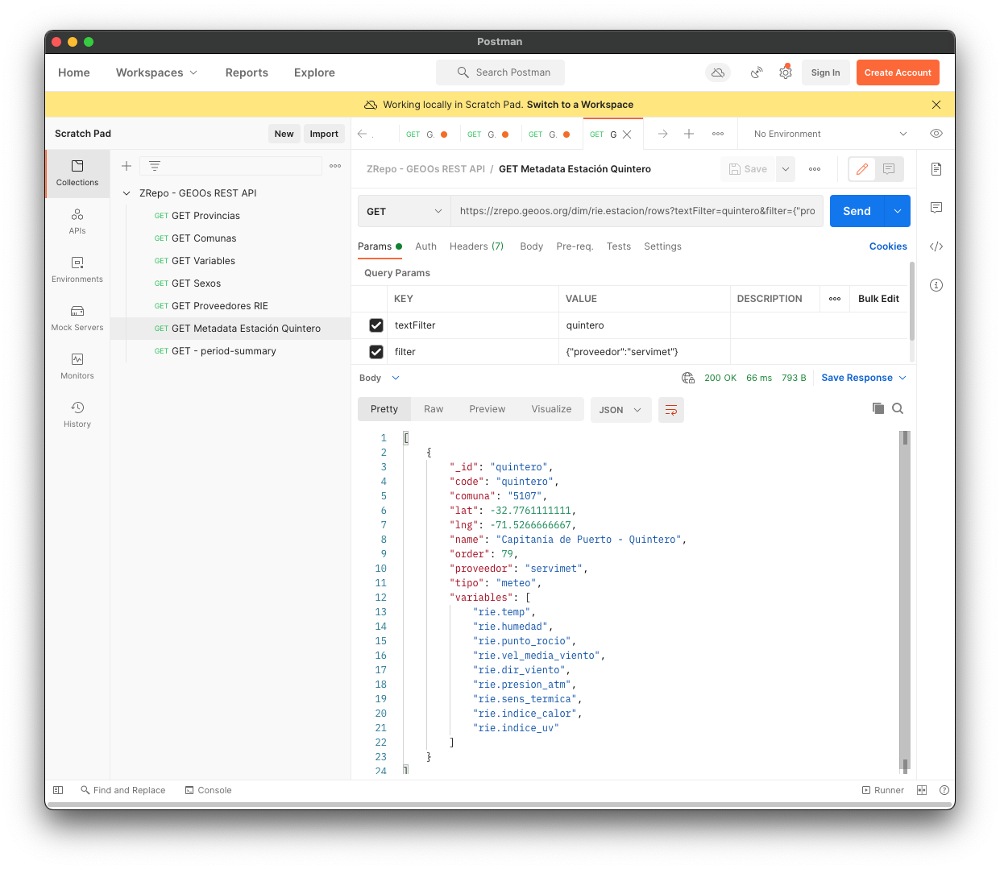 Postman
Home Workspaces Reports Explore Search Postman Sign In Create Account
Working locally in Scratch Pad. Switch to a Workspace
Scratch Pad New Import
GET G. GET G. GET G. GET G No Environment
Collections
APIs
Environments
Mock Servers
Monitors
History
ZRepo - GEOOs REST API
GET GET Provincias
GET GET Comunas
GET GET Variables
GET GET Sexos
GET GET Proveedores RIE
GET GET Metadata Estación Quintero
GET GET - period-summary
ZRepo - GEOOs REST API / GET Metadata Estación Quintero Save
GET https://zrepo.geoos.org/dim/rie.estacion/rows?textFilter=quintero&filter={"pro Send
Params Auth Headers (7) Body Pre-req. Tests Settings Cookies
Query Params
KEY VALUE DESCRIPTION Bulk Edit
textFilter quintero
filter {"proveedor":"servimet"}
Body 200 OK 66 ms 793 B Save Response
Pretty Raw Preview Visualize JSON
1 [
2 {
3 "_id": "quintero",
4 "code": "quintero",
5 "comuna": "5107",
6 "lat": -32.7761111111,
7 "lng": -71.5266666667,
8 "name": "Capitanía de Puerto - Quintero",
9 "order": 79,
10 "proveedor": "servimet",
11 "tipo": "meteo",
12 "variables": [
13 "rie.temp",
14 "rie.humedad",
15 "rie.punto_rocio",
16 "rie.vel_media_viento",
17 "rie.dir_viento",
18 "rie.presion_atm",
19 "rie.sens_termica",
20 "rie.indice_calor",
21 "rie.indice_uv"
22 ]
23 }
24 ]
Find and Replace Console Runner